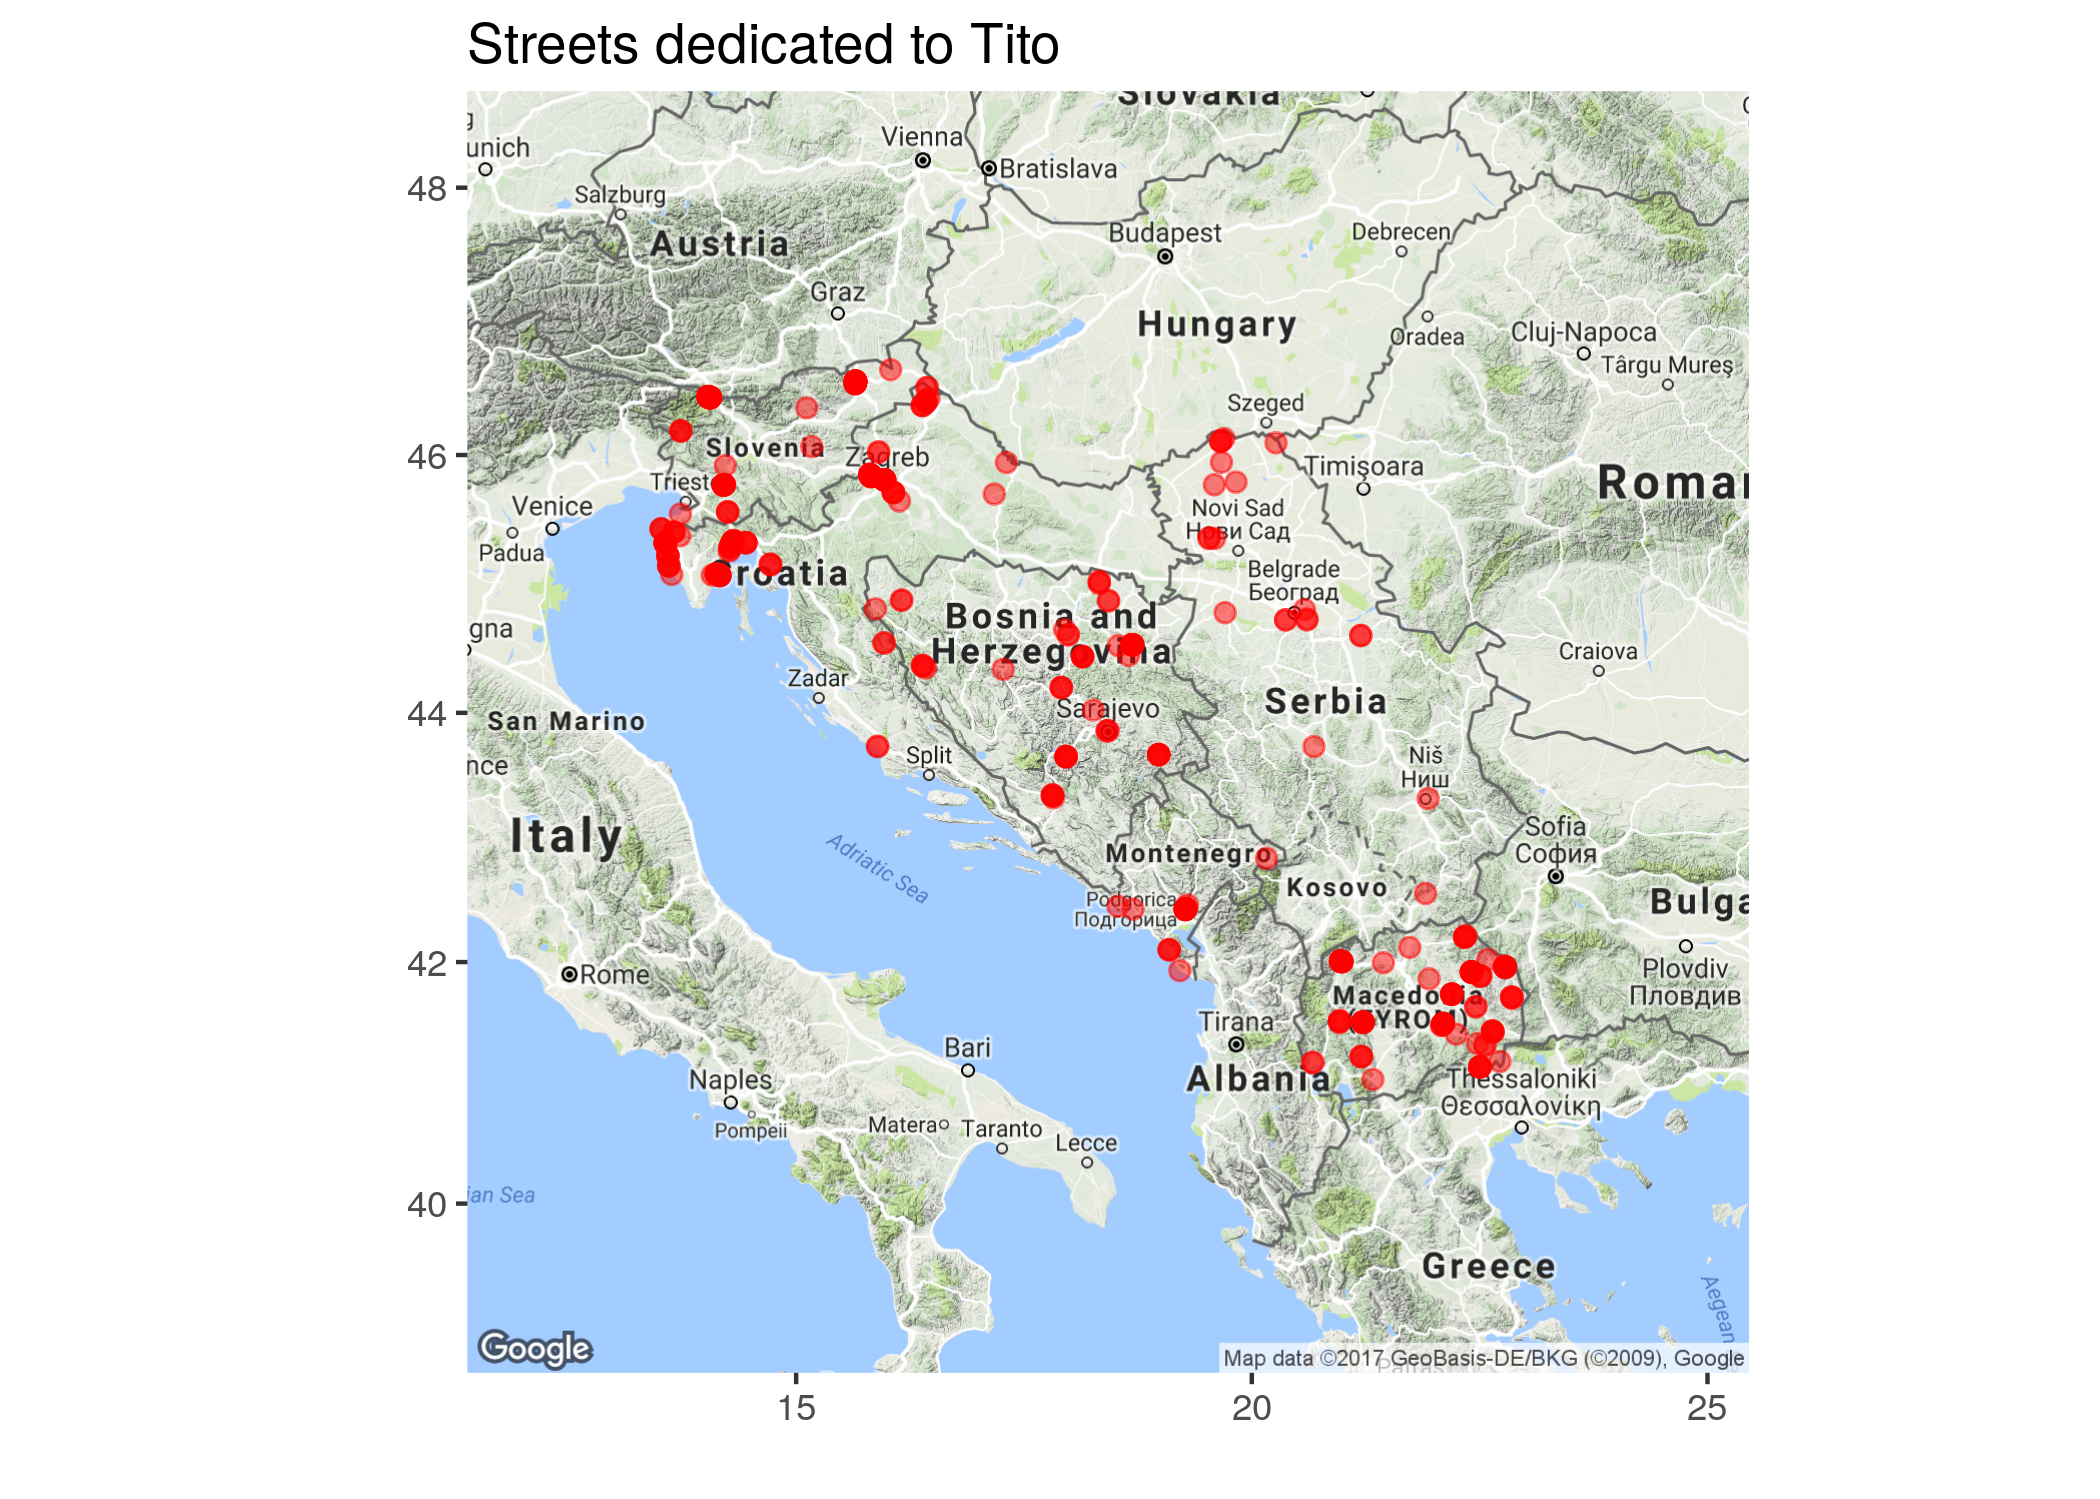 Streets dedicated to Tito
Slovakia
Vienna
unich
Bratislava
Salzburg
48
Budapest
Debrecen
Austria
Graz
Hungary
Oradea
Cluj-Napoca
Târgu Mureş
Szeged
Slovenia
46
Zagreb
Timişoara
Triest
Romar
Venice
Novi Sad
Нови Сад
Padua
Croatia
Belgrade
Београд
Bosnia and
Herzegovina
gna
Craiova
Zadar
Serbia
44
San Marino
Sarajevo
Split
Niš
Ниш
nce
Italy
Sofia
София
Adriatic Sea
Montenegro
Kosovo
Podgorica
Подгорица
Bulga
42
Rome
Plovdiv
Пловдив
Macedonia
(FYROM)
Tirana
Bari
Naples
Albania
Thessaloniki
Θεσσαλονίκη
Pompeii
Matera
Taranto
Lecce
40
ian Sea
Greece
Aegean
Google
Map data ©2017 GeoBasis-DE/BKG (©2009), Google
15
20
25